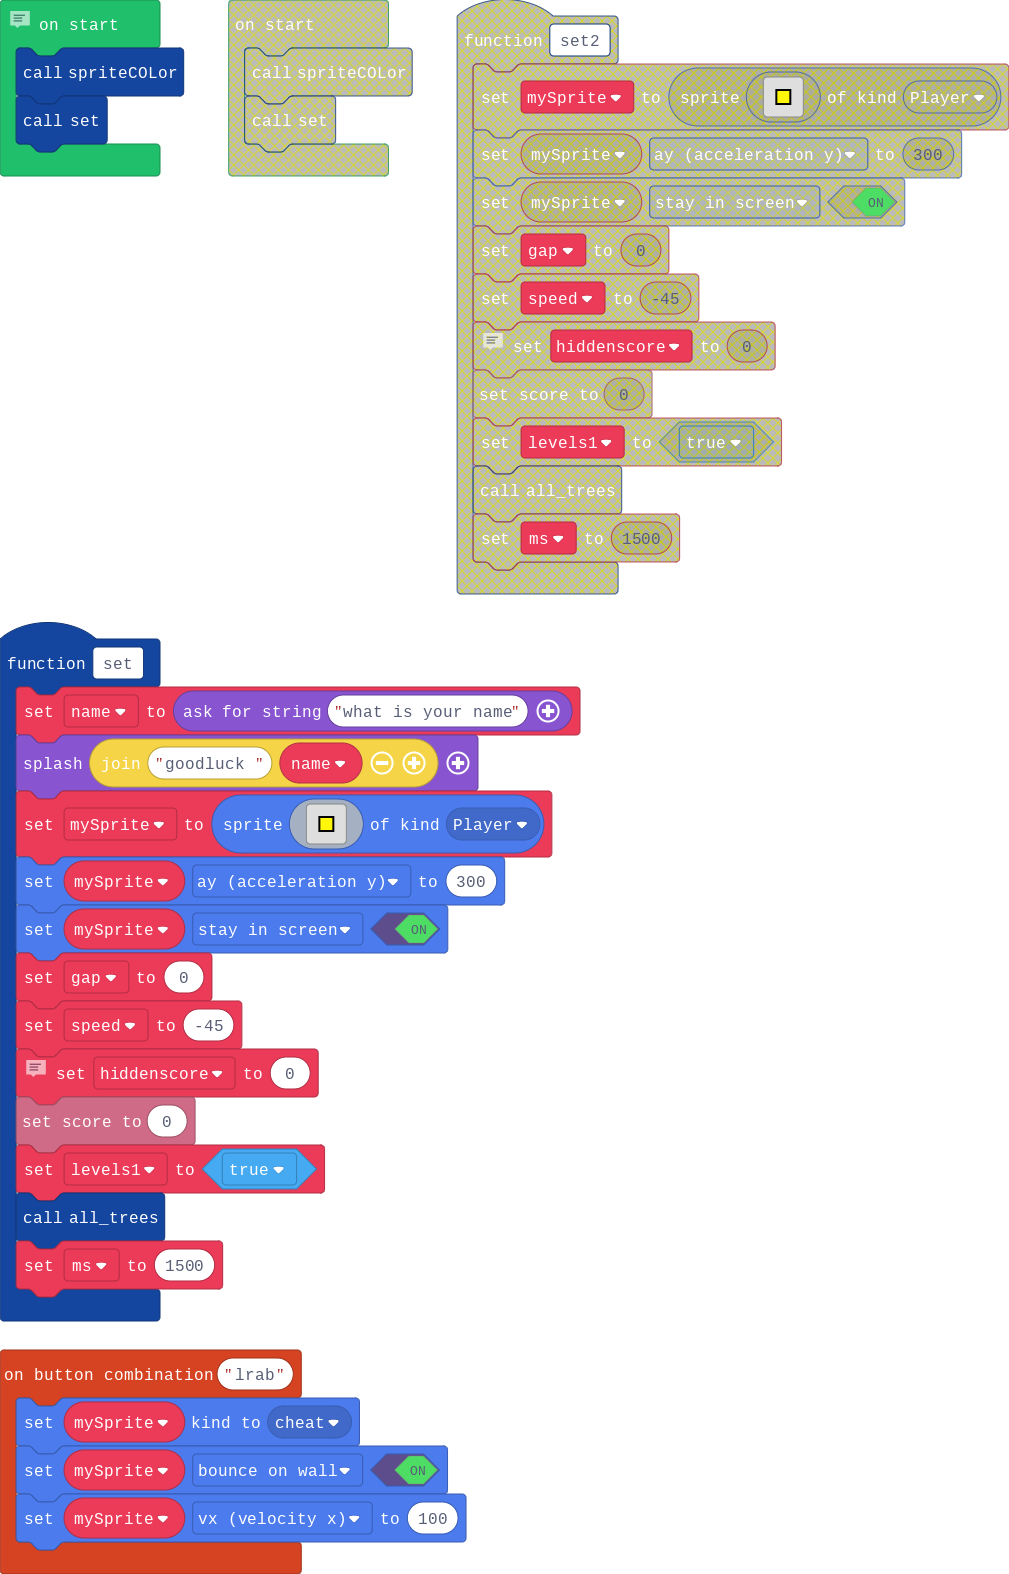 on start
call spriteCOLor
call set
on start
call spriteCOLor
call set
function set2
set mySprite to sprite of kind Player
set mySprite ay (acceleration y) to 300
set mySprite stay in screen ON
set gap to 0
set speed to -45
set hiddenscore to 0
set score to 0
set levels1 to true
call all_trees
set ms to 1500
function set
set name to ask for string "what is your name"
splash join "goodluck " name
set mySprite to sprite of kind Player
set mySprite ay (acceleration y) to 300
set mySprite stay in screen ON
set gap to 0
set speed to -45
set hiddenscore to 0
set score to 0
set levels1 to true
call all_trees
set ms to 1500
on button combination "lrab"
set mySprite kind to cheat
set mySprite bounce on wall ON
set mySprite vx (velocity x) to 100